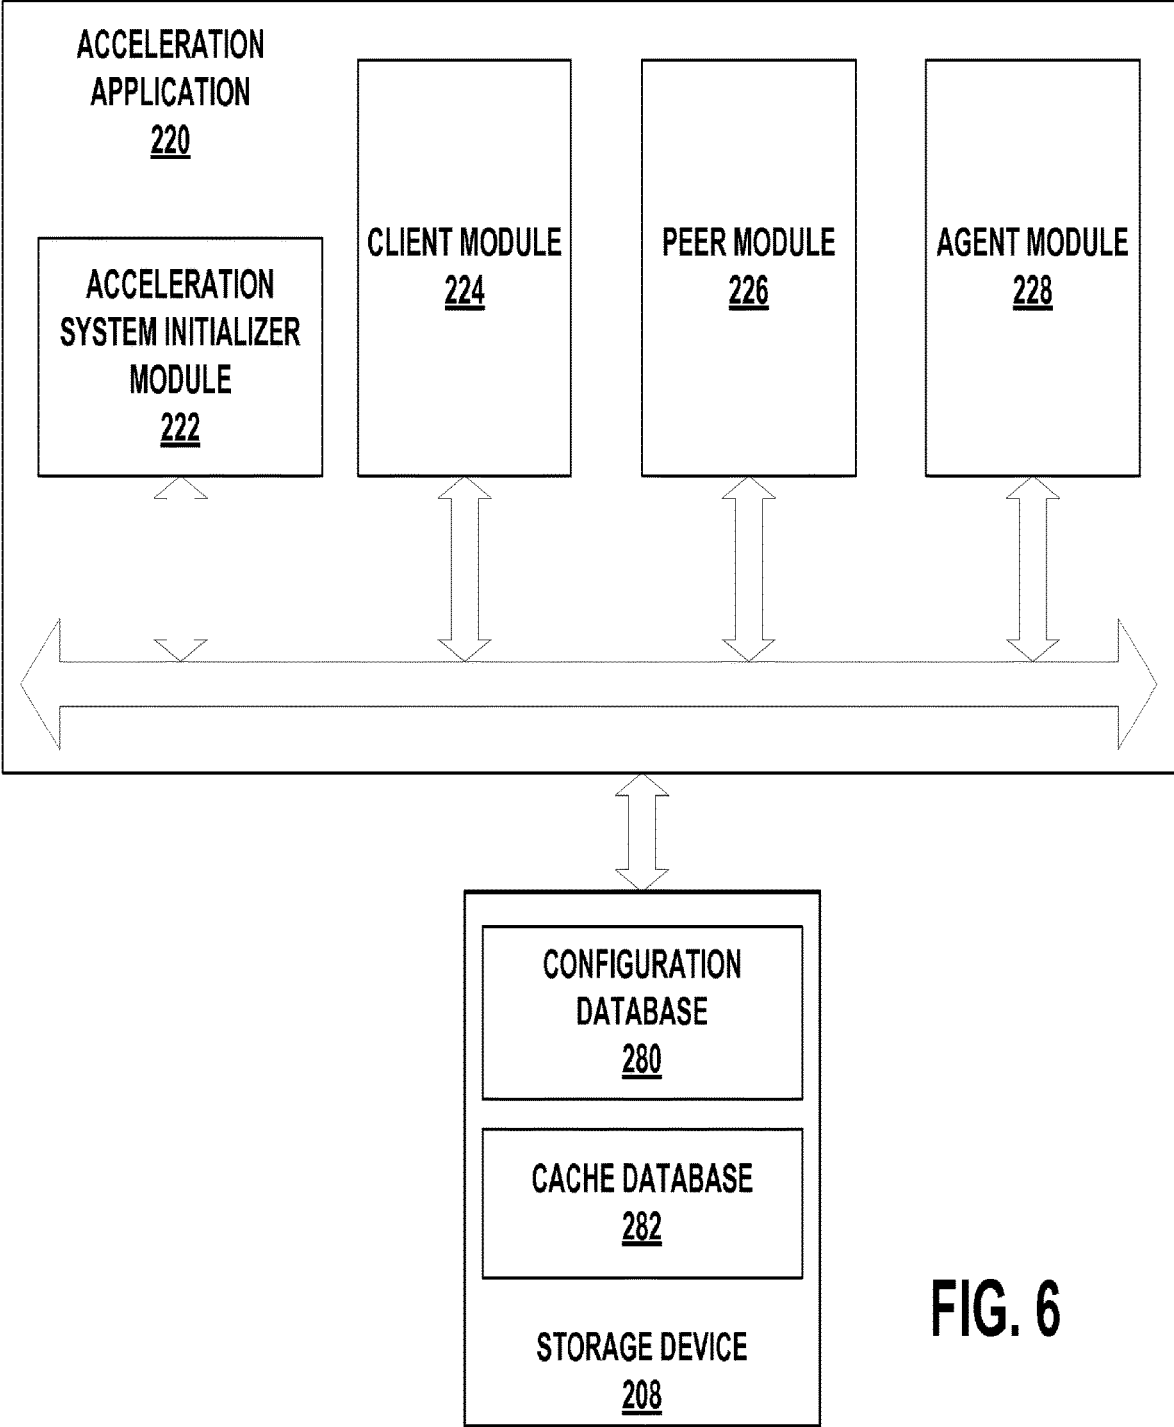 ACCELERATION
APPLICATION
220
ACCELERATION
SYSTEM INITIALIZER
MODULE
222
CLIENT MODULE
224
PEER MODULE
226
AGENT MODULE
228
CONFIGURATION
DATABASE
280
CACHE DATABASE
282
STORAGE DEVICE
208
FIG. 6